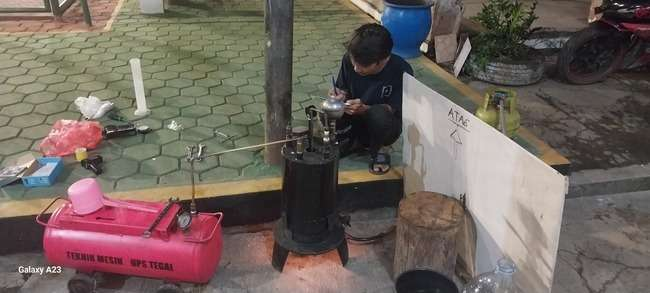 ATAS
TEKNIK MESIN UPS TEGAL
Galaxy A23